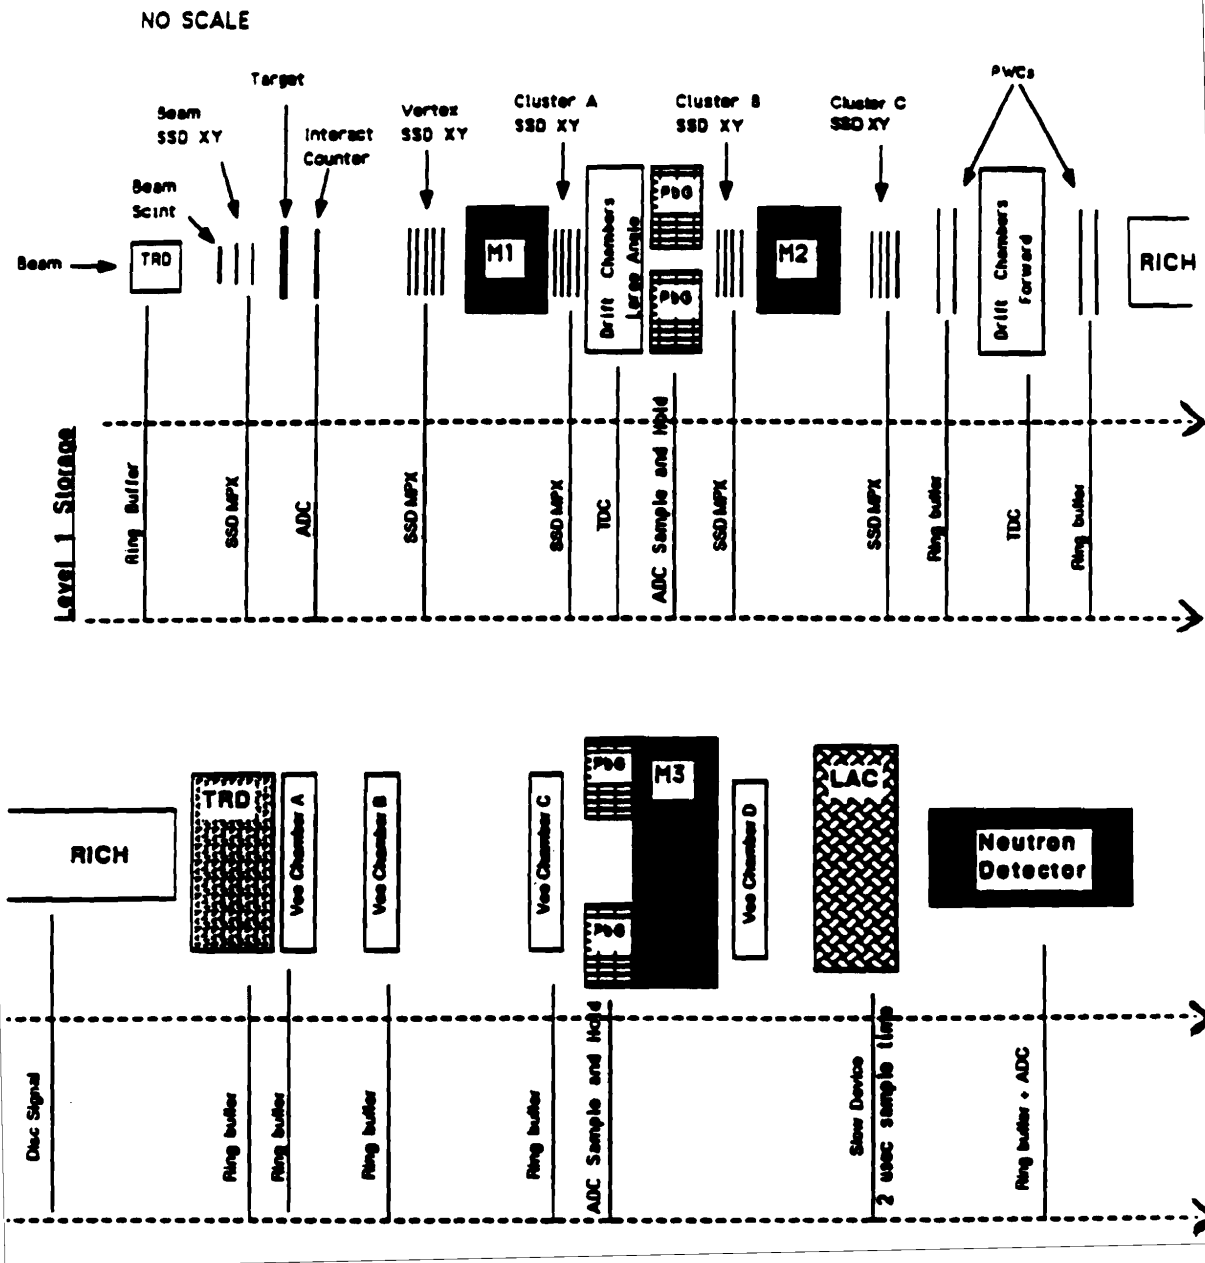 NO SCALE
Target
Beam
SSD XY
Interact
Counter
Vertex
SSD XY
Cluster A
SSD XY
Cluster B
SSD XY
Cluster C
SSD XY
PWCs
Beam
Scint
Beam
TRD
M1
Drift Chambers
Large Angle
PbG
PbG
M2
Drift Chambers
Forward
RICH
Level 1 Storage
Ring Buffer
SSD MPX
ADC
SSD MPX
SSD MPX
TDC
ADC Sample and Hold
SSD MPX
SSD MPX
Ring buffer
TDC
Ring buffer
RICH
TRD
Vee Chamber A
Vee Chamber B
Vee Chamber C
PbG
PbG
M3
Vee Chamber D
LAC
Neutron
Detector
Disc Signal
Ring buffer
Ring buffer
Ring buffer
Ring buffer
ADC Sample and Hold
Slow Device
2 usec sample time
Ring buffer + ADC